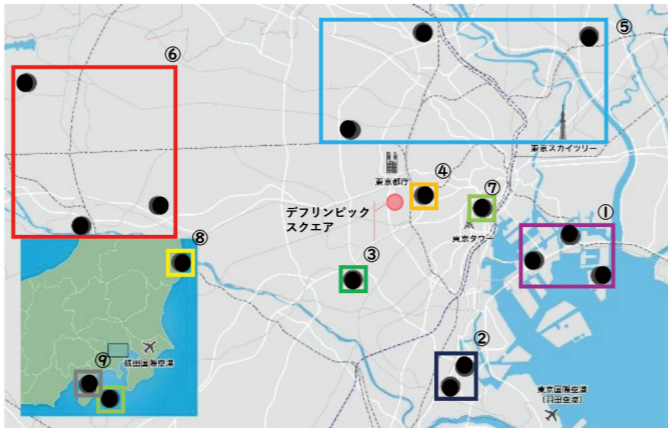 ⑤
⑥
東京スカイツリー
東京都庁
④
デフリンピック
スクエア
⑦
東京タワー
①
⑧
③
②
⑨
成田国際空港
東京国際空港
(羽田空港)